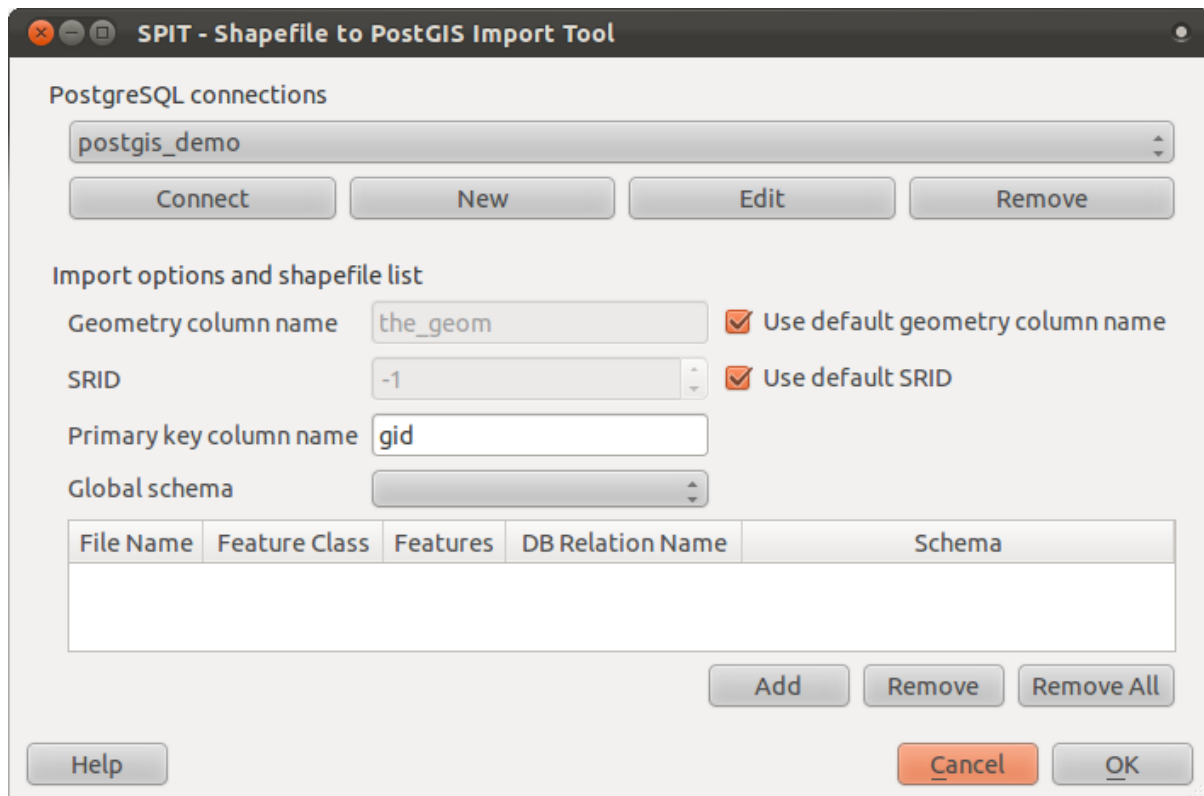 SPIT - Shapefile to PostGIS Import Tool
PostgreSQL connections
postgis_demo
Connect New Edit Remove
Import options and shapefile list
Geometry column name the_geom Use default geometry column name
SRID -1 Use default SRID
Primary key column name gid
Global schema
File Name Feature Class Features DB Relation Name Schema
Add Remove Remove All
Help Cancel OK